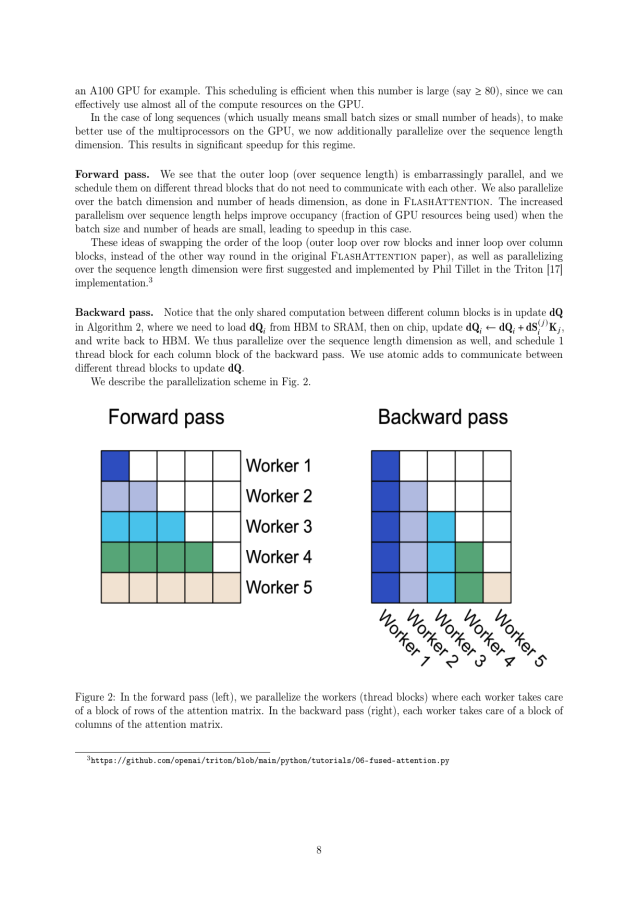 an A100 GPU for example. This scheduling is efficient when this number is large (say ≥ 80), since we can
effectively use almost all of the compute resources on the GPU.
In the case of long sequences (which usually means small batch sizes or small number of heads), to make
better use of the multiprocessors on the GPU, we now additionally parallelize over the sequence length
dimension. This results in significant speedup for this regime.
Forward pass. We see that the outer loop (over sequence length) is embarrassingly parallel, and we
schedule them on different thread blocks that do not need to communicate with each other. We also parallelize
over the batch dimension and number of heads dimension, as done in FLASHATTENTION. The increased
parallelism over sequence length helps improve occupancy (fraction of GPU resources being used) when the
batch size and number of heads are small, leading to speedup in this case.
These ideas of swapping the order of the loop (outer loop over row blocks and inner loop over column
blocks, instead of the other way round in the original FLASHATTENTION paper), as well as parallelizing
over the sequence length dimension were first suggested and implemented by Phil Tillet in the Triton [17]
implementation.³
Backward pass. Notice that the only shared computation between different column blocks is in update dQ
in Algorithm 2, where we need to load dQᵢ from HBM to SRAM, then on chip, update dQᵢ ← dQᵢ + dSᵢ⁽ʲ⁾Kⱼ,
and write back to HBM. We thus parallelize over the sequence length dimension as well, and schedule 1
thread block for each column block of the backward pass. We use atomic adds to communicate between
different thread blocks to update dQ.
We describe the parallelization scheme in Fig. 2.
Forward pass
Worker 1
Worker 2
Worker 3
Worker 4
Worker 5
Backward pass
Worker 1
Worker 2
Worker 3
Worker 4
Worker 5
Figure 2: In the forward pass (left), we parallelize the workers (thread blocks) where each worker takes care
of a block of rows of the attention matrix. In the backward pass (right), each worker takes care of a block of
columns of the attention matrix.
³https://github.com/openai/triton/blob/main/python/tutorials/06-fused-attention.py
8